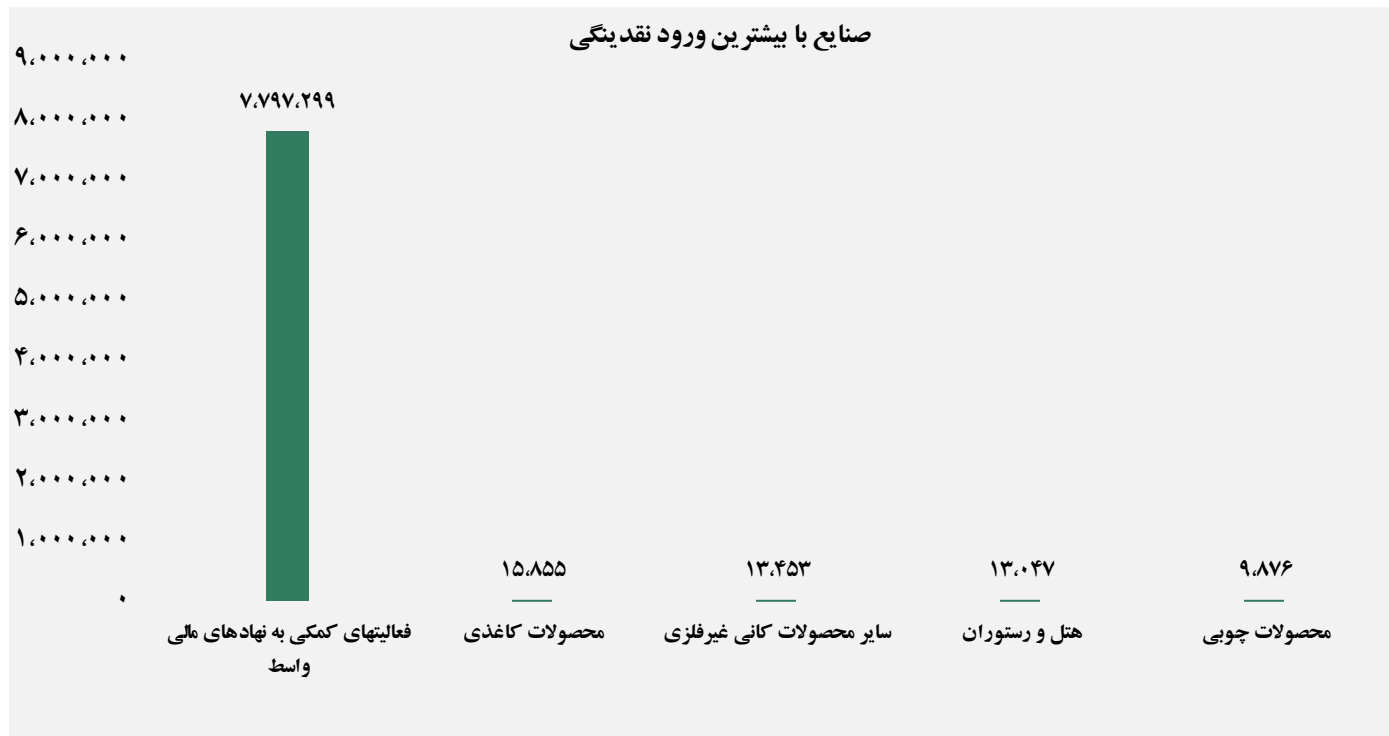 صنایع با بیشترین ورود نقدینگی
۹،۰۰۰،۰۰۰
۸،۰۰۰،۰۰۰
۷،۰۰۰،۰۰۰
۶،۰۰۰،۰۰۰
۵،۰۰۰،۰۰۰
۴،۰۰۰،۰۰۰
۳،۰۰۰،۰۰۰
۲،۰۰۰،۰۰۰
۱،۰۰۰،۰۰۰
۰
۷،۷۹۷،۲۹۹
۱۵،۸۵۵
۱۳،۴۵۳
۱۳،۰۴۷
۹،۸۷۶
فعالیتهای کمکی به نهادهای مالی
واسط
محصولات کاغذی
سایر محصولات کانی غیرفلزی
هتل و رستوران
محصولات چوبی